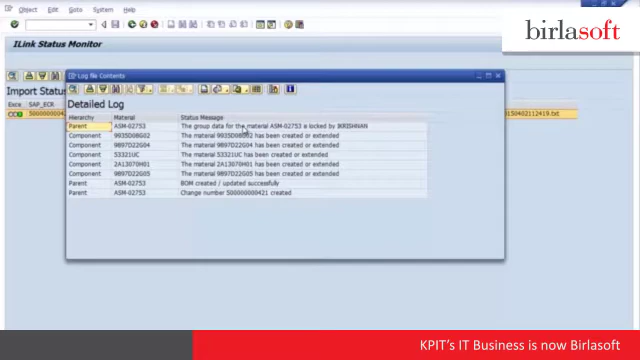 Object Edit Goto System Help
birlasoft
ILink Status Monitor
Log file Contents
Import Status
Detailed Log
Exce SAP_ECR
Hierarchy Material Status Message
Parent ASM-02753 The group data for the material ASM-02753 is locked by IKRISHNAN
Component 9935D08G02 The material 9935D08G02 has been created or extended
Component 9897D22G04 The material 9897D22G04 has been created or extended
Component 53321UC The material 53321UC has been created or extended
Component 2A13070H01 The material 2A13070H01 has been created or extended
Component 9897D22G05 The material 9897D22G05 has been created or extended
Parent ASM-02753 BOM created / updated successfully
Parent ASM-02753 Change number 500000000421 created
KPIT's IT Business is now Birlasoft